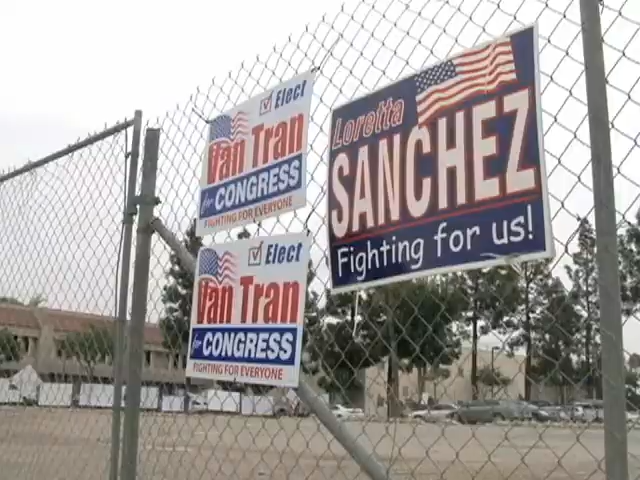 Elect
Van Tran
for CONGRESS
FIGHTING FOR EVERYONE
Elect
Van Tran
for CONGRESS
FIGHTING FOR EVERYONE
Loretta
SANCHEZ
Fighting for us!